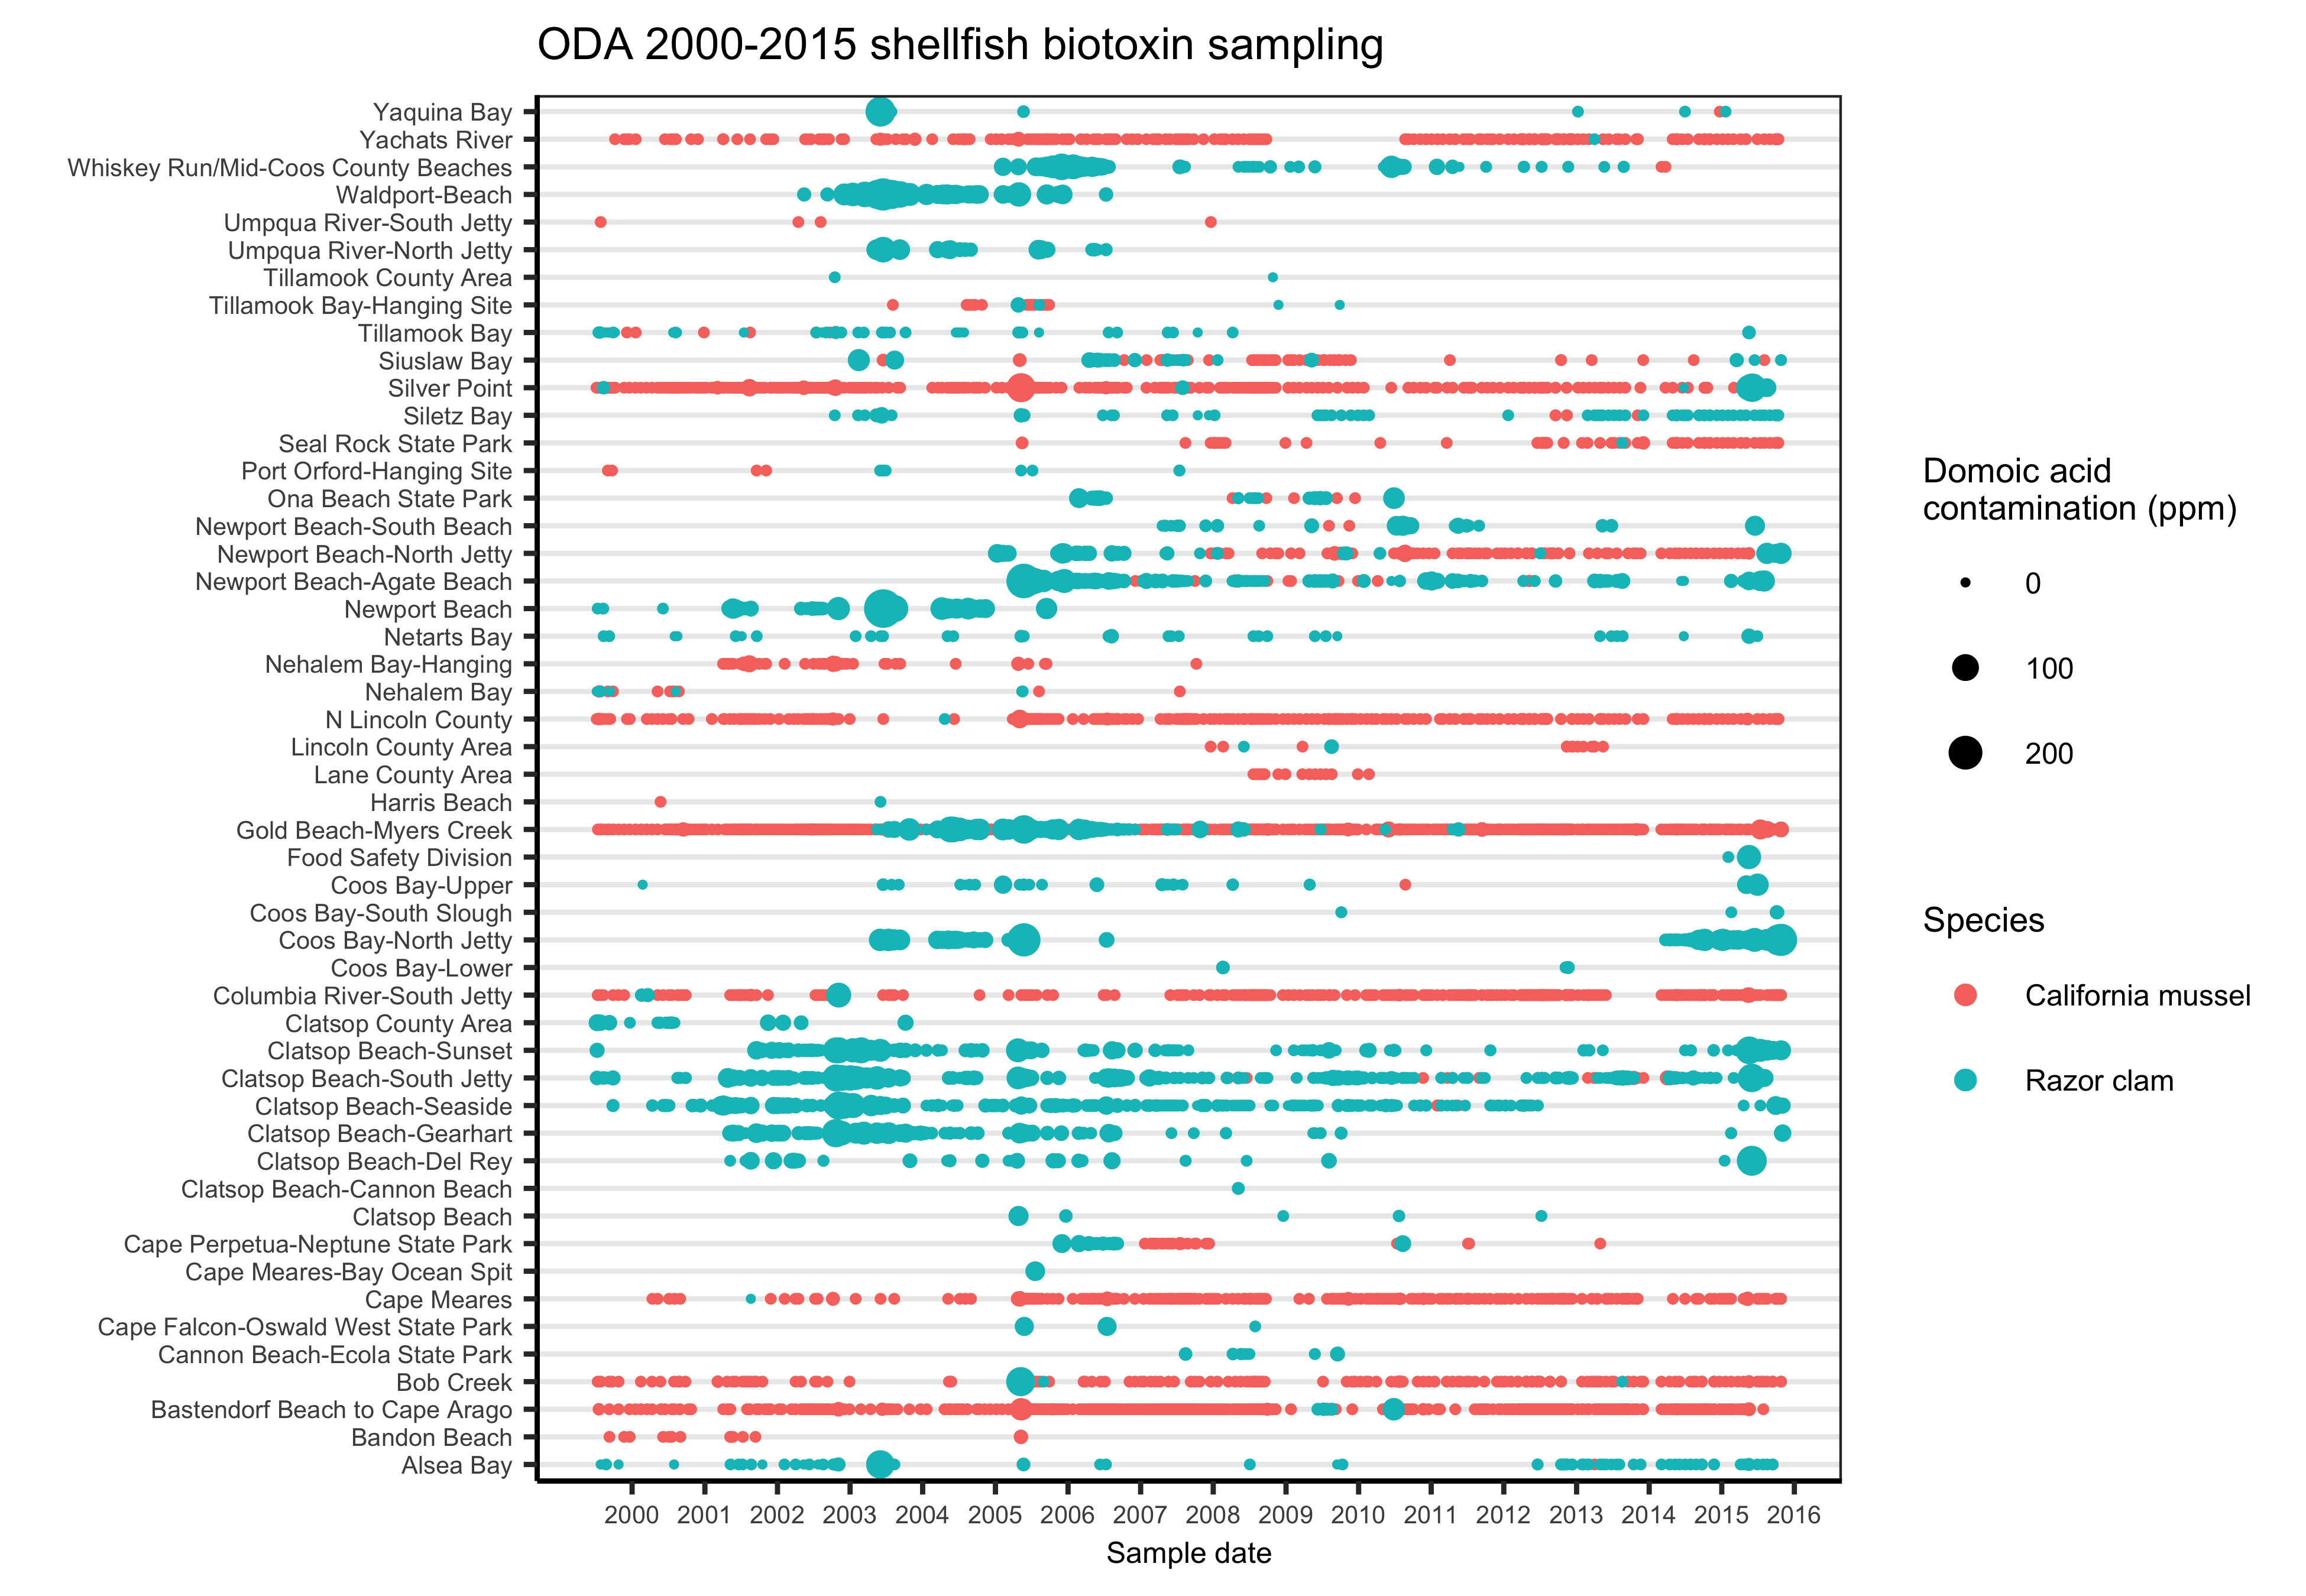 ODA 2000-2015 shellfish biotoxin sampling
Yaquina Bay
Yachats River
Whiskey Run/Mid-Coos County Beaches
Waldport-Beach
Umpqua River-South Jetty
Umpqua River-North Jetty
Tillamook County Area
Tillamook Bay-Hanging Site
Tillamook Bay
Siuslaw Bay
Silver Point
Siletz Bay
Seal Rock State Park
Port Orford-Hanging Site
Ona Beach State Park
Newport Beach-South Beach
Newport Beach-North Jetty
Newport Beach-Agate Beach
Newport Beach
Netarts Bay
Nehalem Bay-Hanging
Nehalem Bay
N Lincoln County
Lincoln County Area
Lane County Area
Harris Beach
Gold Beach-Myers Creek
Food Safety Division
Coos Bay-Upper
Coos Bay-South Slough
Coos Bay-North Jetty
Coos Bay-Lower
Columbia River-South Jetty
Clatsop County Area
Clatsop Beach-Sunset
Clatsop Beach-South Jetty
Clatsop Beach-Seaside
Clatsop Beach-Gearhart
Clatsop Beach-Del Rey
Clatsop Beach-Cannon Beach
Clatsop Beach
Cape Perpetua-Neptune State Park
Cape Meares-Bay Ocean Spit
Cape Meares
Cape Falcon-Oswald West State Park
Cannon Beach-Ecola State Park
Bob Creek
Bastendorf Beach to Cape Arago
Bandon Beach
Alsea Bay
2000 2001 2002 2003 2004 2005 2006 2007 2008 2009 2010 2011 2012 2013 2014 2015 2016
Sample date
Domoic acid
contamination (ppm)
0
100
200
Species
California mussel
Razor clam